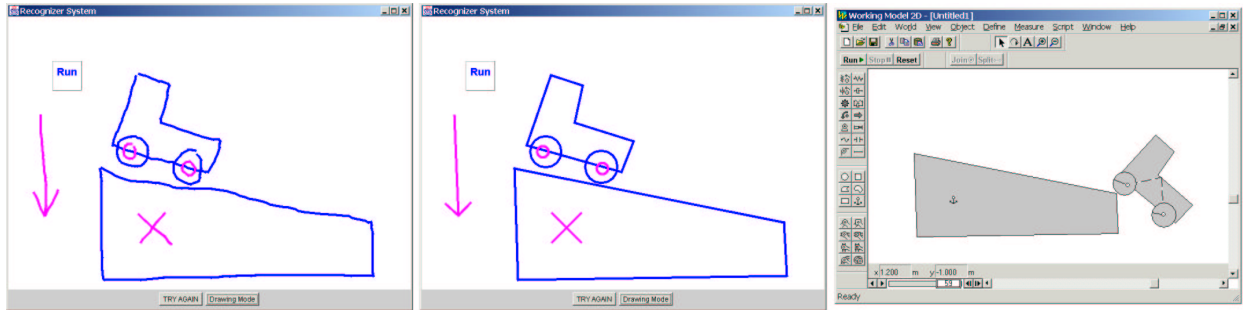 Recognizer System
Run
TRY AGAIN Drawing Mode
Recognizer System
Run
TRY AGAIN Drawing Mode
Working Model 2D - [Untitled1]
File Edit World View Object Define Measure Script Window Help
Run Stop Reset Join Split
x 1.200 m y -1.000 m
53
Ready